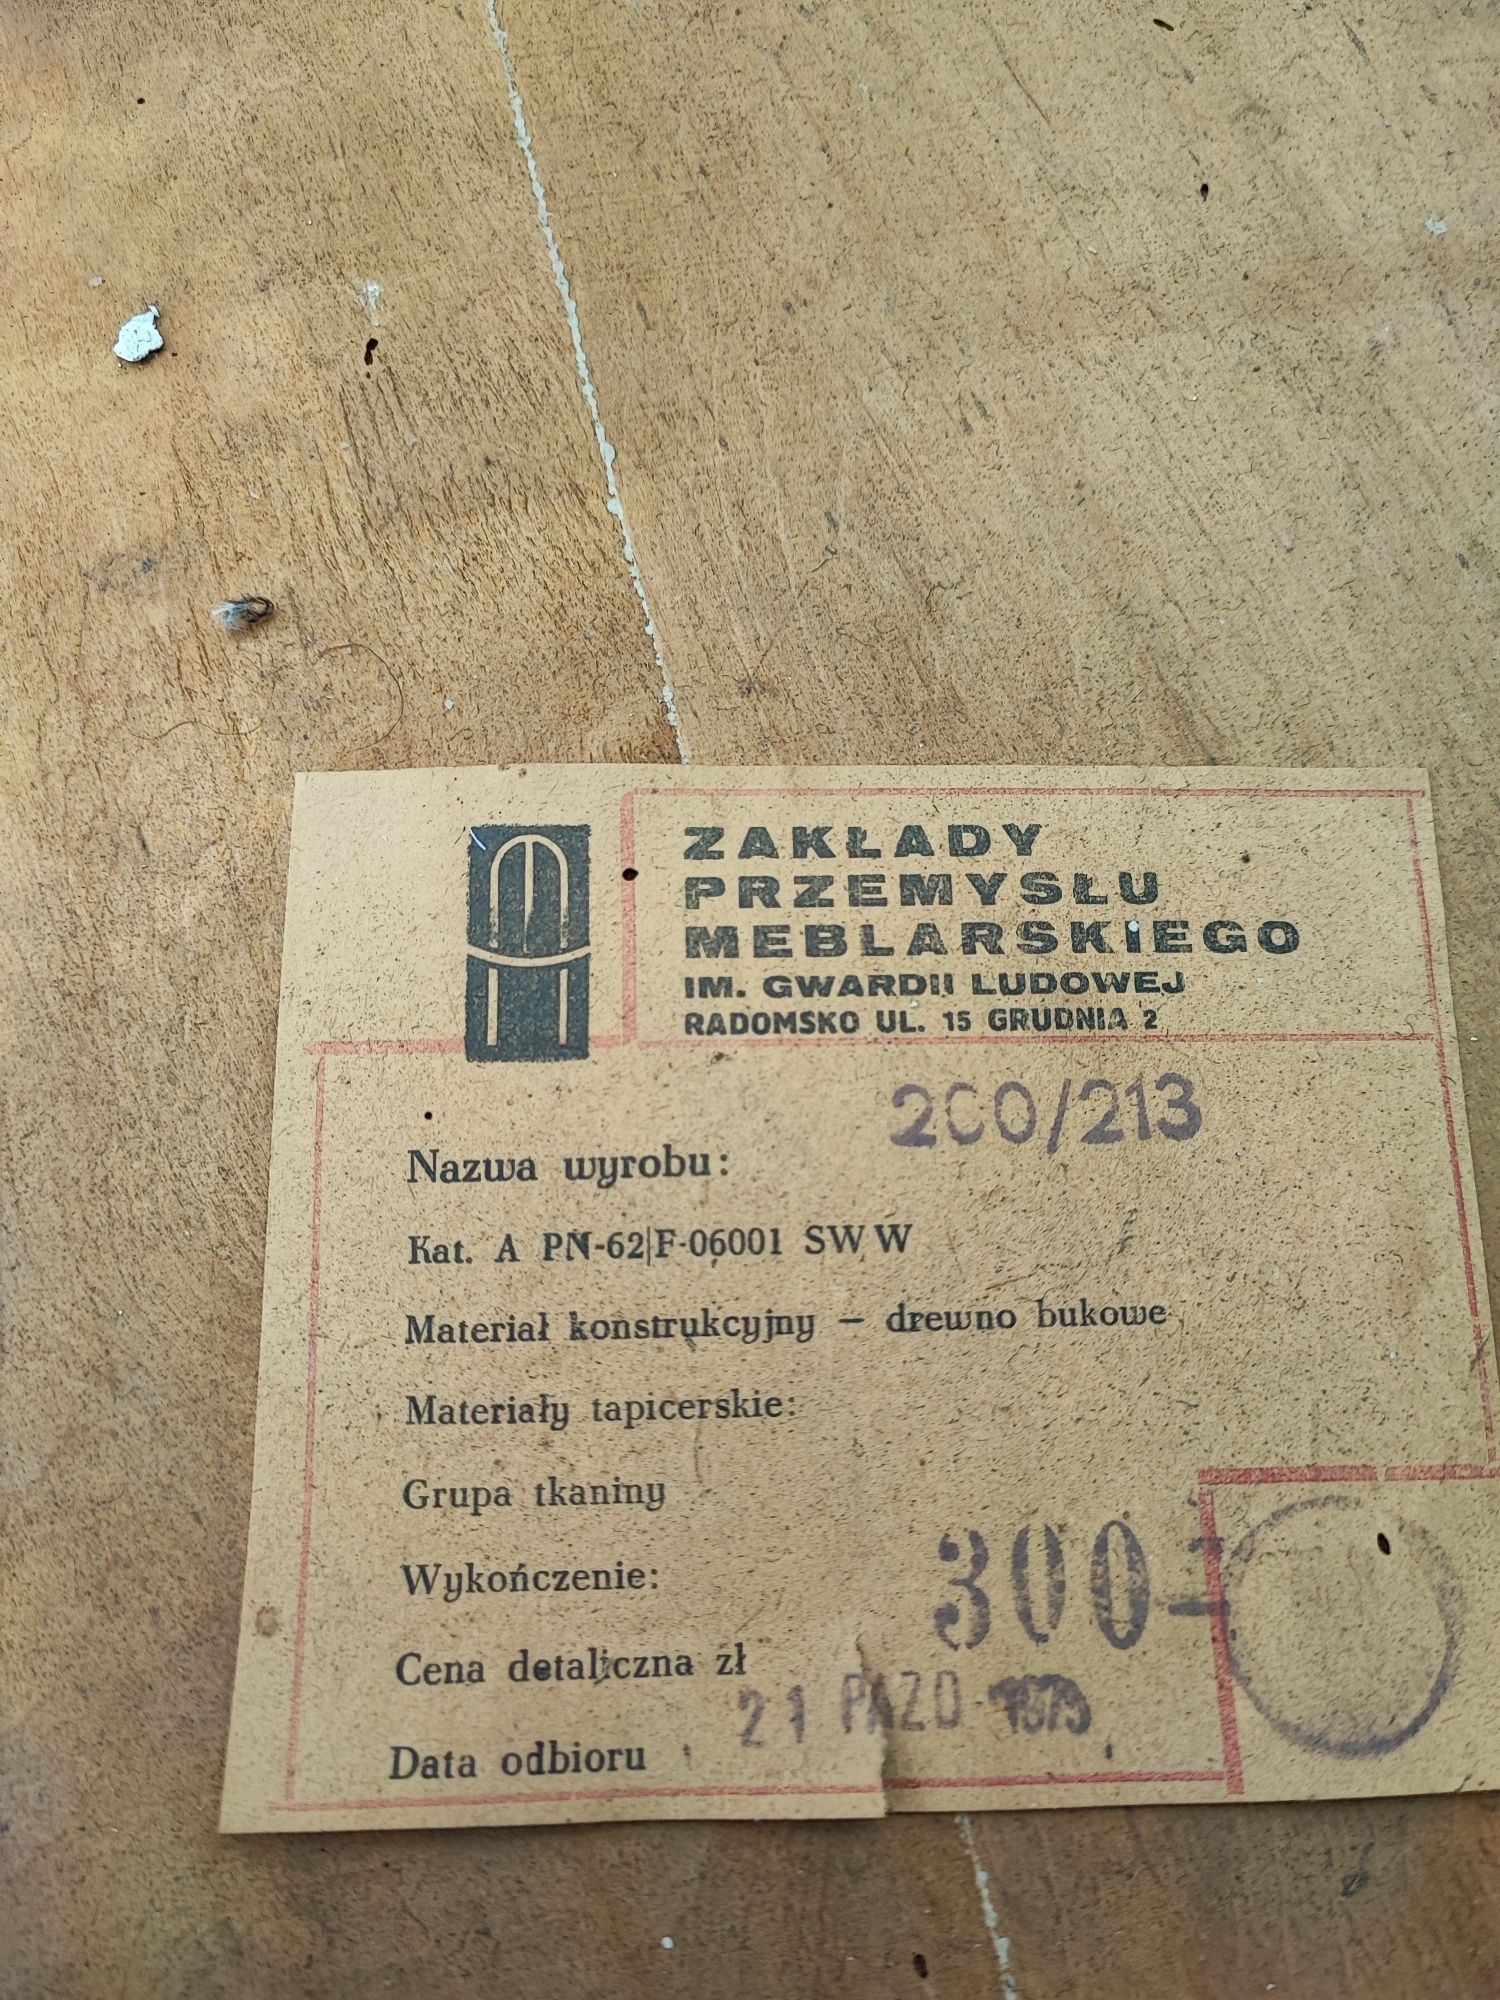 ZAKŁADY
PRZEMYSŁU
MEBLARSKIEGO
IM. GWARDII LUDOWEJ
RADOMSKO UL. 15 GRUDNIA 2
200/213
Nazwa wyrobu:
Kat. A PN-62|F-06001 SWW
Materiał konstrukcyjny — drewno bukowe
Materiały tapicerskie:
Grupa tkaniny
Wykończenie:
300-
Cena detaliczna zł
21 PAZD
Data odbioru